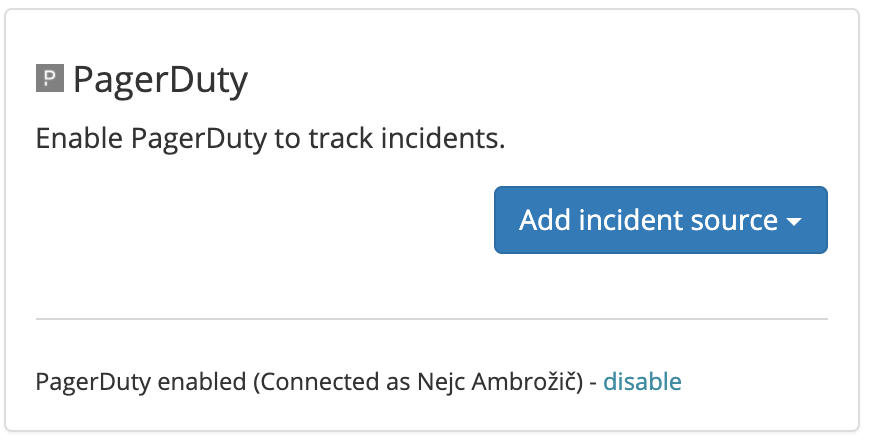 P PagerDuty
Enable PagerDuty to track incidents.
Add incident source
PagerDuty enabled (Connected as Nejc Ambrožič) - disable